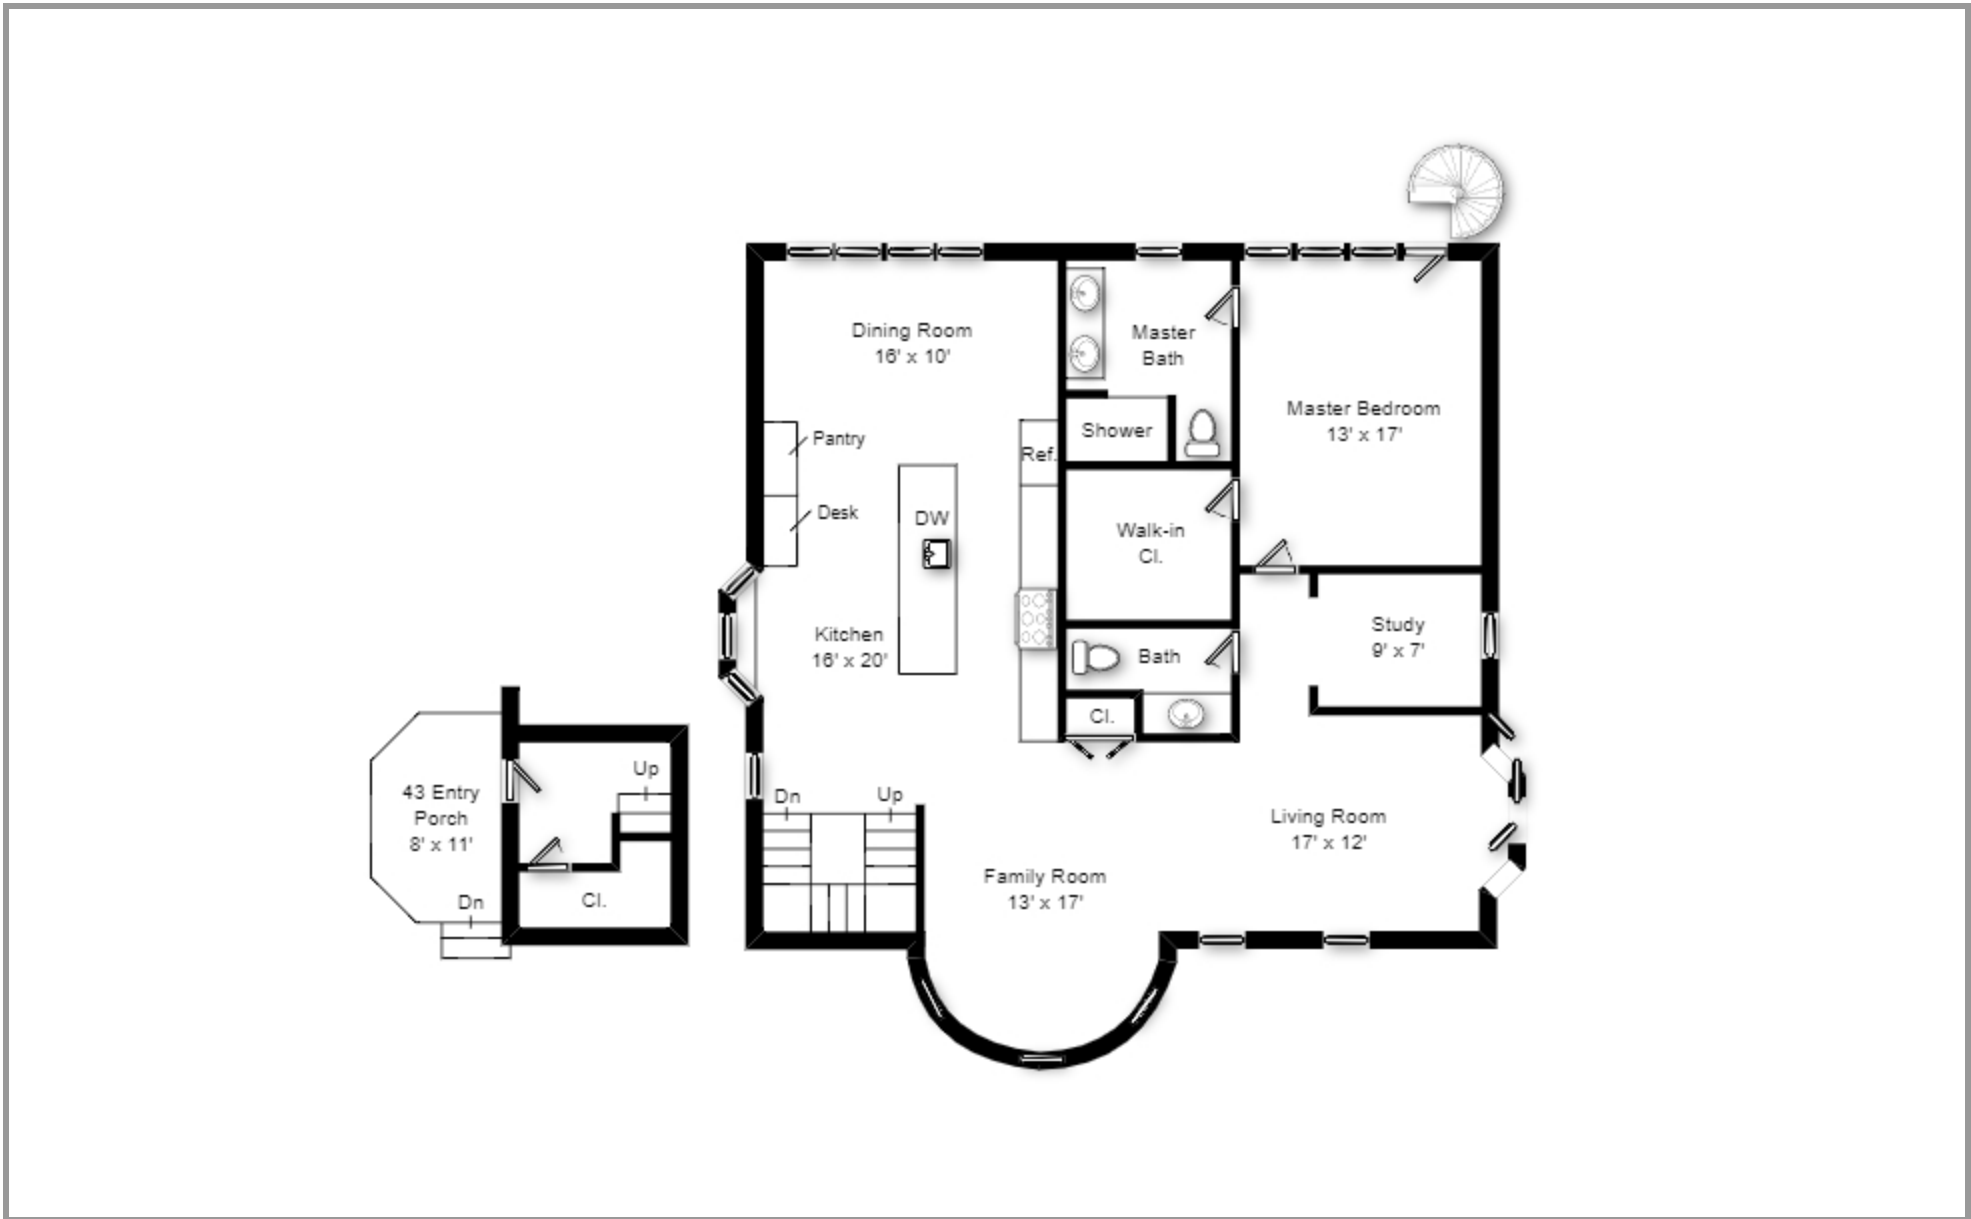 Dining Room
16' x 10'
Master
Bath
Master Bedroom
13' x 17'
Shower
Pantry
Ref.
Desk
DW
Walk-in
Cl.
Kitchen
16' x 20'
Bath
Study
9' x 7'
Cl.
Up
43 Entry
Porch
8' x 11'
Dn
Cl.
Dn
Up
Living Room
17' x 12'
Family Room
13' x 17'